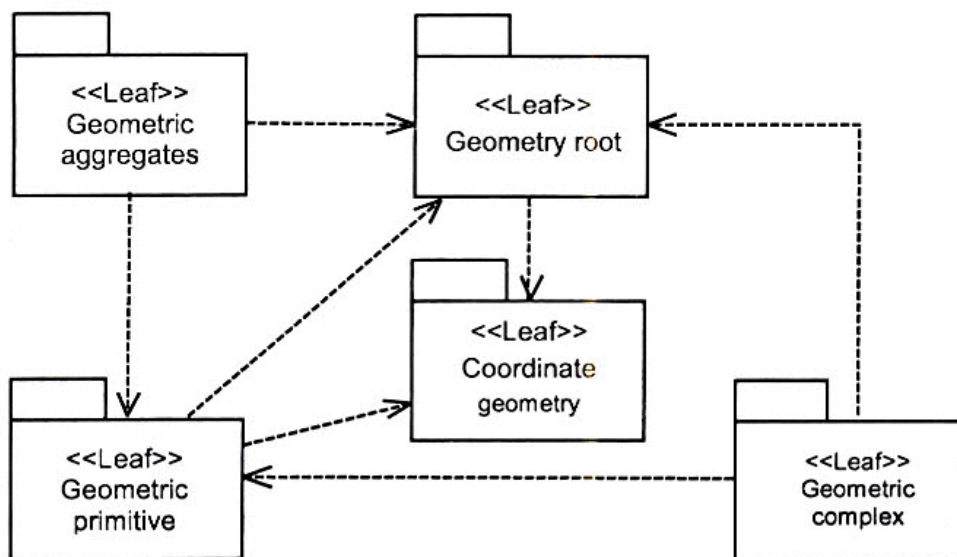 <<Leaf>>
Geometric
aggregates
<<Leaf>>
Geometry root
<<Leaf>>
Coordinate
geometry
<<Leaf>>
Geometric
primitive
<<Leaf>>
Geometric
complex